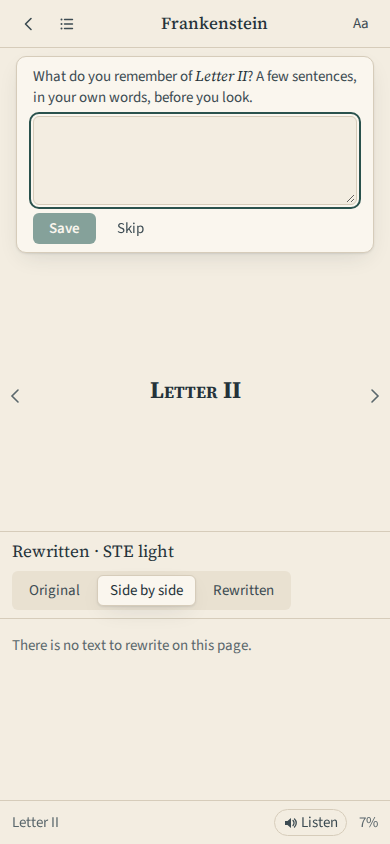 Frankenstein
Aa
What do you remember of Letter II? A few sentences,
in your own words, before you look.
Save
Skip
Letter II
Rewritten · STE light
Original
Side by side
Rewritten
There is no text to rewrite on this page.
Letter II
Listen
7%